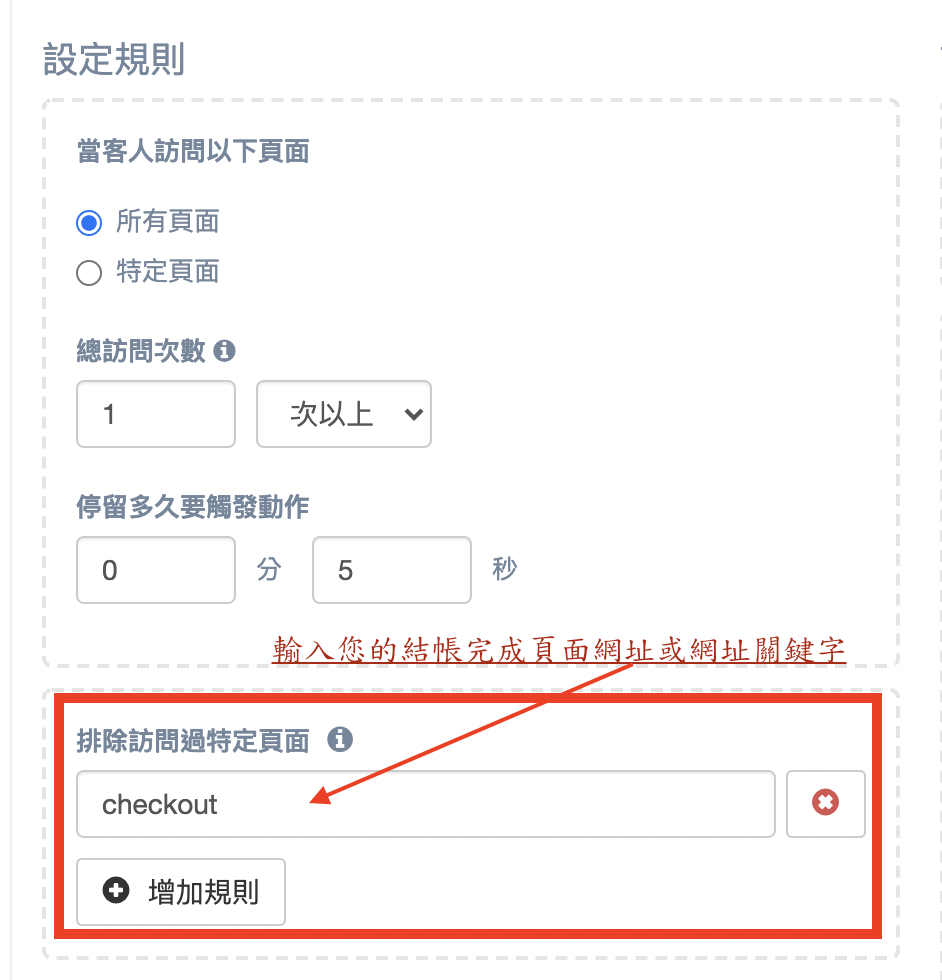 設定規則
當客人訪問以下頁面
所有頁面
特定頁面
總訪問次數
1 次以上
停留多久要觸發動作
0 分 5 秒
輸入您的結帳完成頁面網址或網址關鍵字
排除訪問過特定頁面
checkout
增加規則